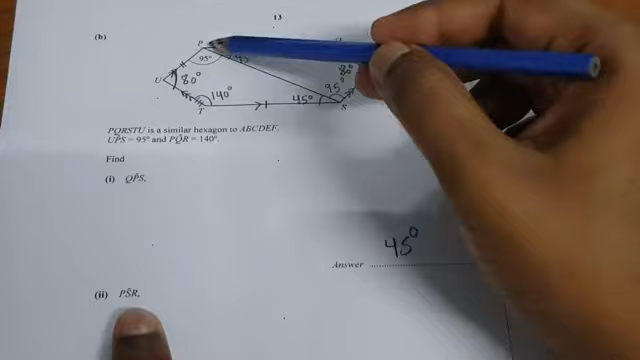 13
(b)
P
95°
45
U
80°
80°
95°
T
140°
45°
S
PQRSTU is a similar hexagon to ABCDEF.
UP̂S = 95° and PQ̂R = 140°.
Find
(i) QP̂S,
45°
Answer
(ii) PŜR,